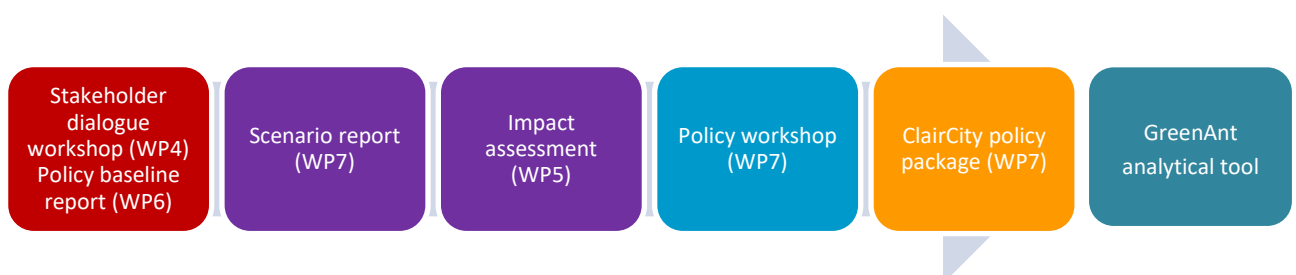 Stakeholder
dialogue
workshop (WP4)
Policy baseline
report (WP6)
Scenario report
(WP7)
Impact
assessment
(WP5)
Policy workshop
(WP7)
ClairCity policy
package (WP7)
GreenAnt
analytical tool